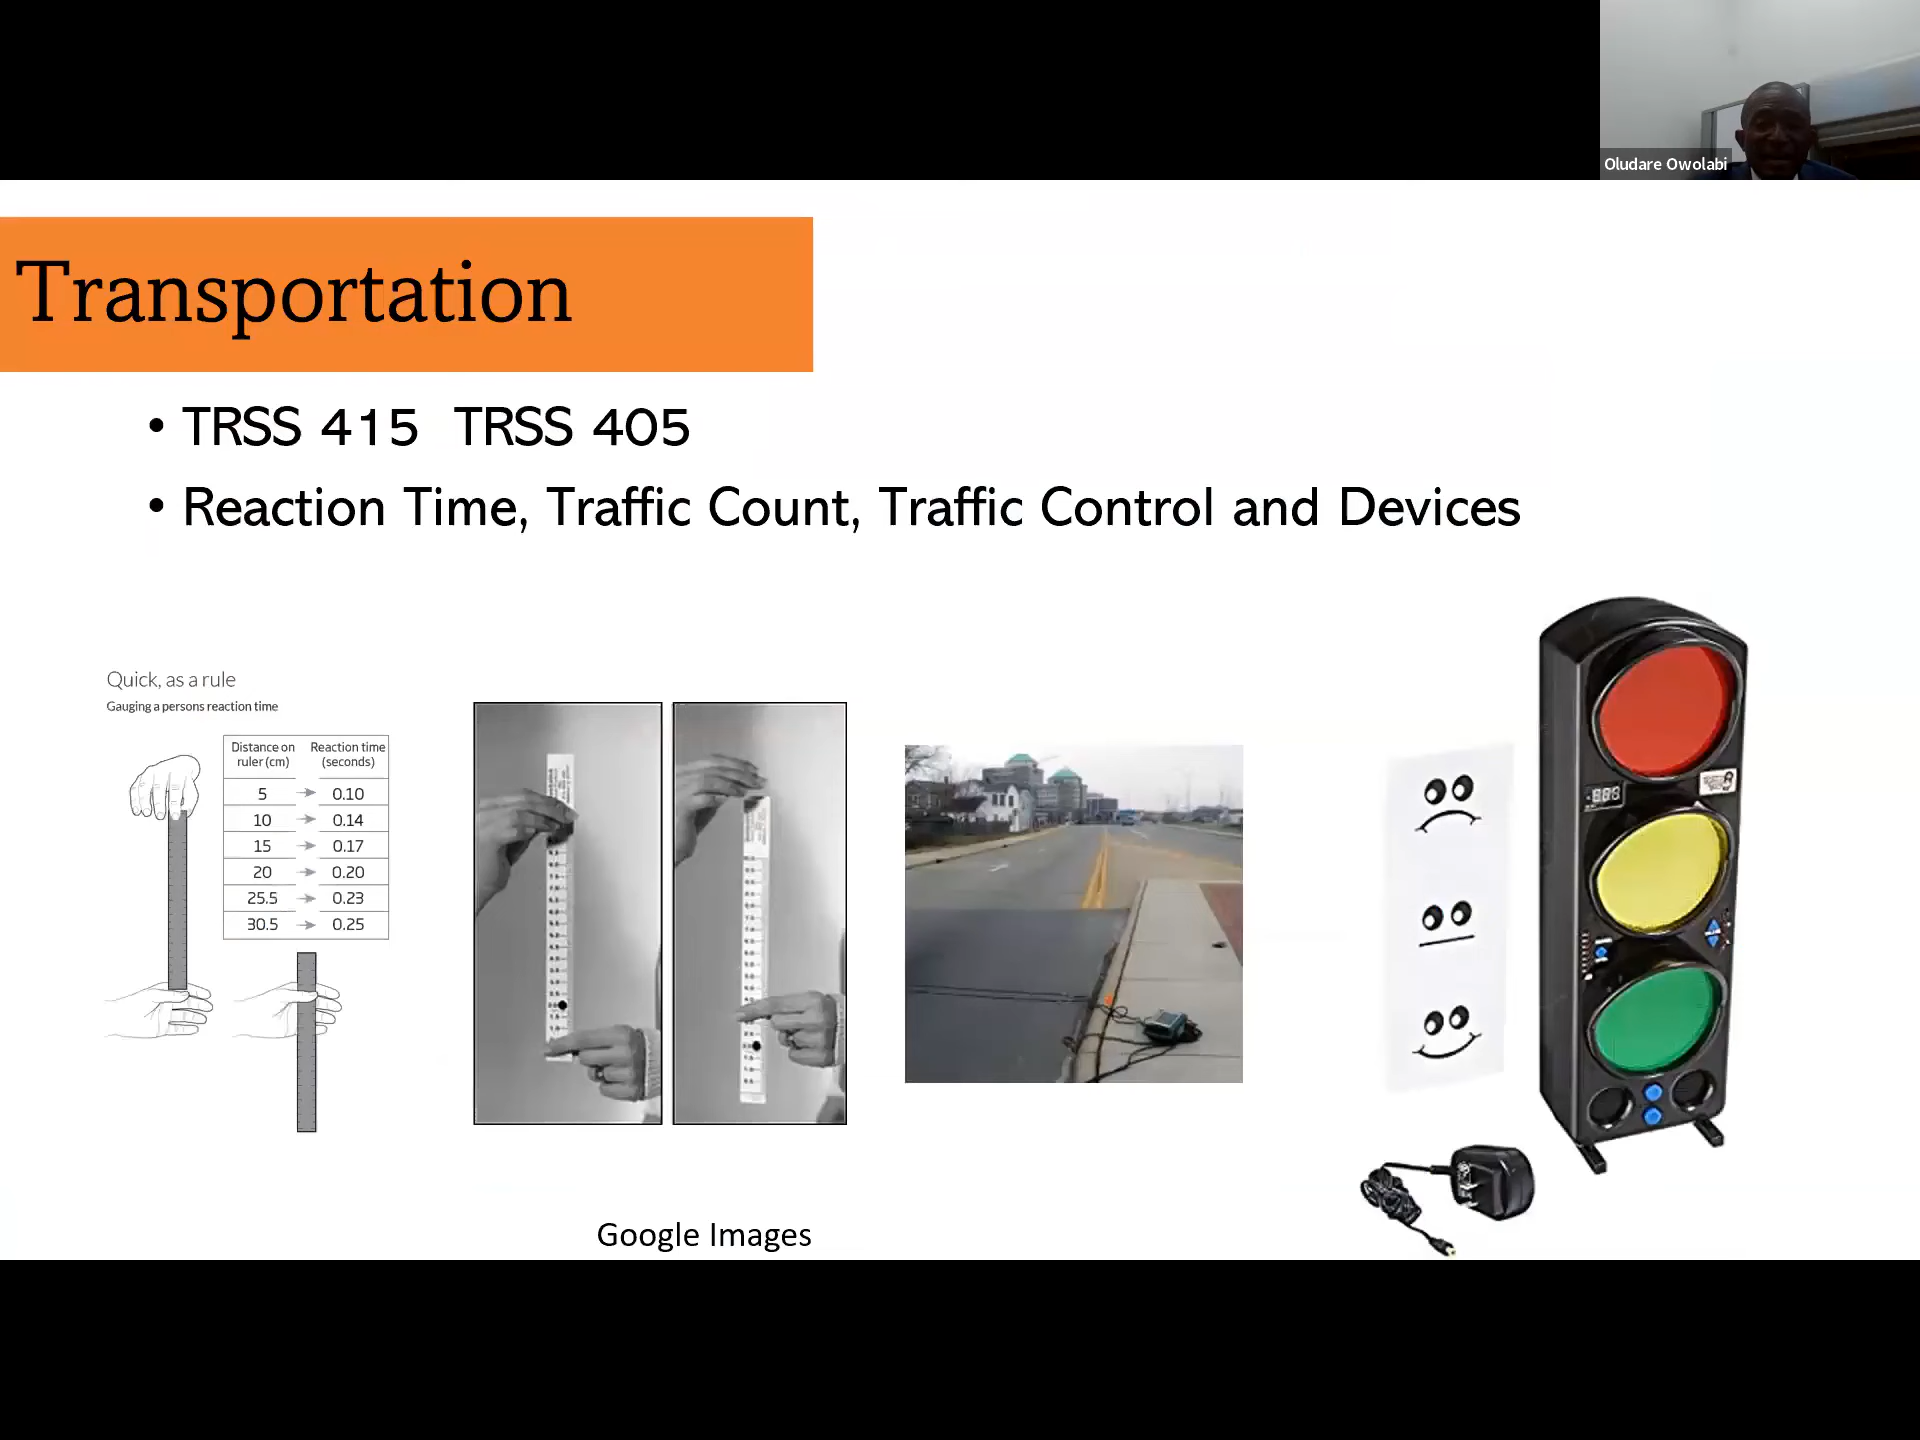 Oludare Owolabi
Transportation
• TRSS 415 TRSS 405
• Reaction Time, Traffic Count, Traffic Control and Devices
Quick, as a rule
Gauging a persons reaction time
Distance on ruler (cm) Reaction time (seconds)
5 → 0.10
10 → 0.14
15 → 0.17
20 → 0.20
25.5 → 0.23
30.5 → 0.25
Google Images